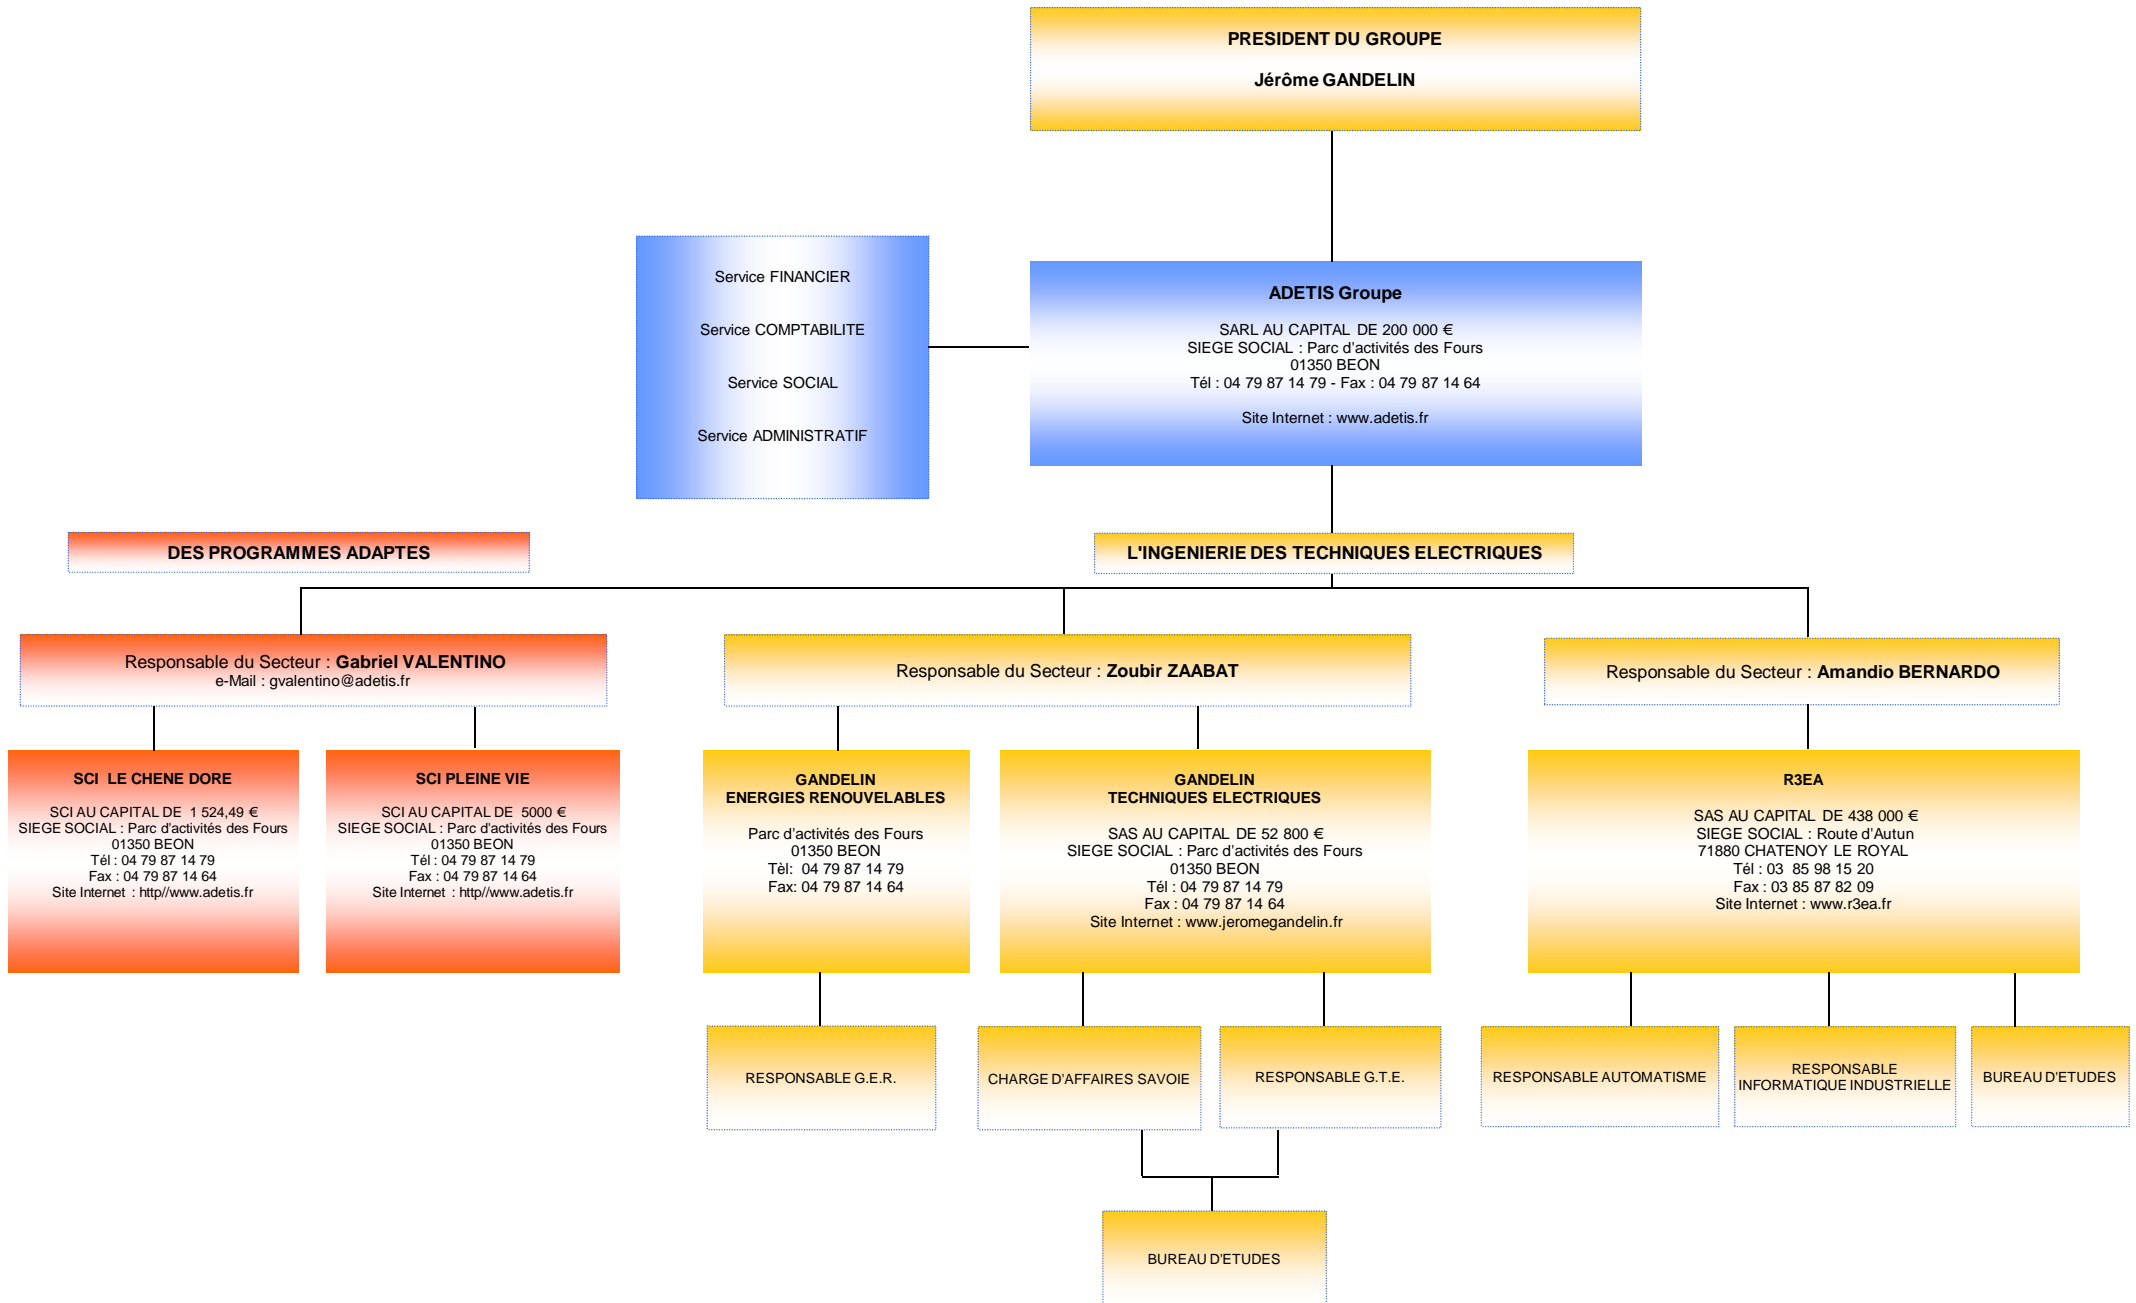 PRESIDENT DU GROUPE
Jérôme GANDELIN
Service FINANCIER
Service COMPTABILITE
Service SOCIAL
Service ADMINISTRATIF
ADETIS Groupe
SARL AU CAPITAL DE 200 000 €
SIEGE SOCIAL : Parc d'activités des Fours
01350 BEON
Tél : 04 79 87 14 79 - Fax : 04 79 87 14 64
Site Internet : www.adetis.fr
DES PROGRAMMES ADAPTES
L'INGENIERIE DES TECHNIQUES ELECTRIQUES
Responsable du Secteur : Gabriel VALENTINO
e-Mail : gvalentino@adetis.fr
Responsable du Secteur : Zoubir ZAABAT
Responsable du Secteur : Amandio BERNARDO
SCI LE CHENE DORE
SCI AU CAPITAL DE 1 524,49 €
SIEGE SOCIAL : Parc d'activités des Fours
01350 BEON
Tél : 04 79 87 14 79
Fax : 04 79 87 14 64
Site Internet : http//www.adetis.fr
SCI PLEINE VIE
SCI AU CAPITAL DE 5000 €
SIEGE SOCIAL : Parc d'activités des Fours
01350 BEON
Tél : 04 79 87 14 79
Fax : 04 79 87 14 64
Site Internet : http//www.adetis.fr
GANDELIN
ENERGIES RENOUVELABLES
Parc d'activités des Fours
01350 BEON
Tèl: 04 79 87 14 79
Fax: 04 79 87 14 64
GANDELIN
TECHNIQUES ELECTRIQUES
SAS AU CAPITAL DE 52 800 €
SIEGE SOCIAL : Parc d'activités des Fours
01350 BEON
Tél : 04 79 87 14 79
Fax : 04 79 87 14 64
Site Internet : www.jeromegandelin.fr
R3EA
SAS AU CAPITAL DE 438 000 €
SIEGE SOCIAL : Route d'Autun
71880 CHATENOY LE ROYAL
Tél : 03 85 98 15 20
Fax : 03 85 87 82 09
Site Internet : www.r3ea.fr
RESPONSABLE G.E.R.
CHARGE D'AFFAIRES SAVOIE
RESPONSABLE G.T.E.
RESPONSABLE AUTOMATISME
RESPONSABLE
INFORMATIQUE INDUSTRIELLE
BUREAU D'ETUDES
BUREAU D'ETUDES